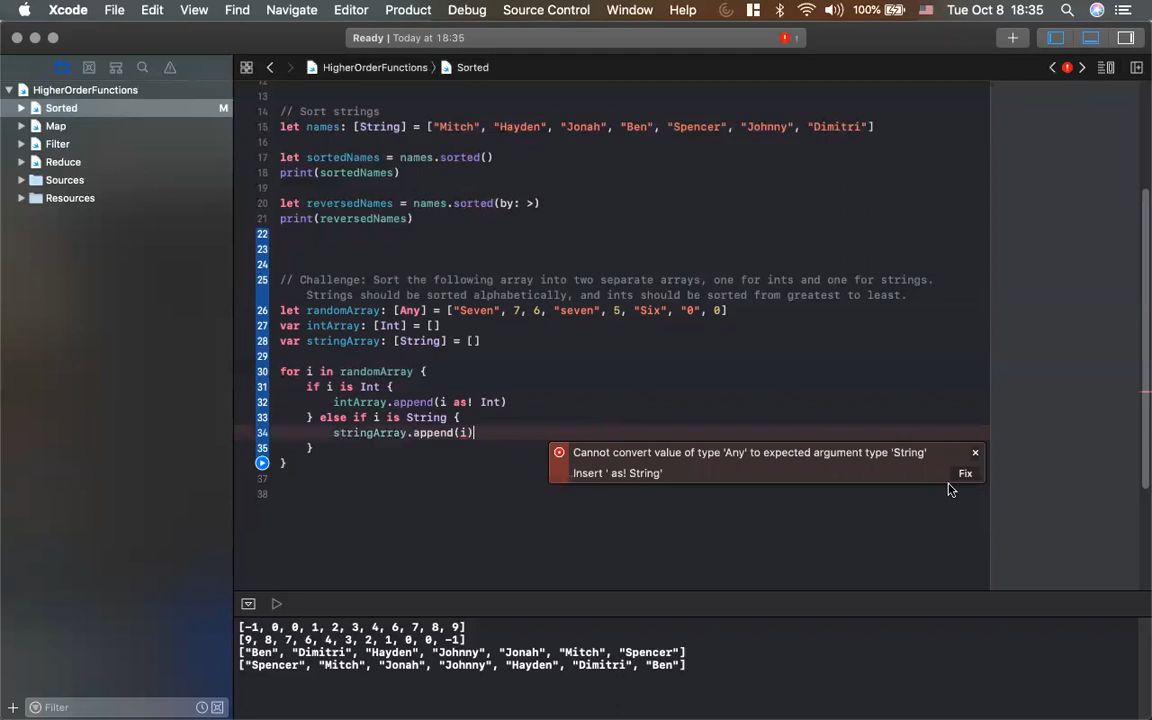 Xcode File Edit View Find Navigate Editor Product Debug Source Control Window Help 100% Tue Oct 8 18:35
Ready | Today at 18:35
HigherOrderFunctions Sorted
HigherOrderFunctions
Sorted M
Map
Filter
Reduce
Sources
Resources
13
14 // Sort strings
15 let names: [String] = ["Mitch", "Hayden", "Jonah", "Ben", "Spencer", "Johnny", "Dimitri"]
16
17 let sortedNames = names.sorted()
18 print(sortedNames)
19
20 let reversedNames = names.sorted(by: >)
21 print(reversedNames)
22
23
24
25 // Challenge: Sort the following array into two separate arrays, one for ints and one for strings.
Strings should be sorted alphabetically, and ints should be sorted from greatest to least.
26 let randomArray: [Any] = ["Seven", 7, 6, "seven", 5, "Six", "0", 0]
27 var intArray: [Int] = []
28 var stringArray: [String] = []
29
30 for i in randomArray {
31 if i is Int {
32 intArray.append(i as! Int)
33 } else if i is String {
34 stringArray.append(i)
Cannot convert value of type 'Any' to expected argument type 'String'
35 }
Insert ' as! String' Fix
36 }
37
38
[-1, 0, 0, 1, 2, 3, 4, 6, 7, 8, 9]
[9, 8, 7, 6, 4, 3, 2, 1, 0, 0, -1]
["Ben", "Dimitri", "Hayden", "Johnny", "Jonah", "Mitch", "Spencer"]
["Spencer", "Mitch", "Jonah", "Johnny", "Hayden", "Dimitri", "Ben"]
Filter